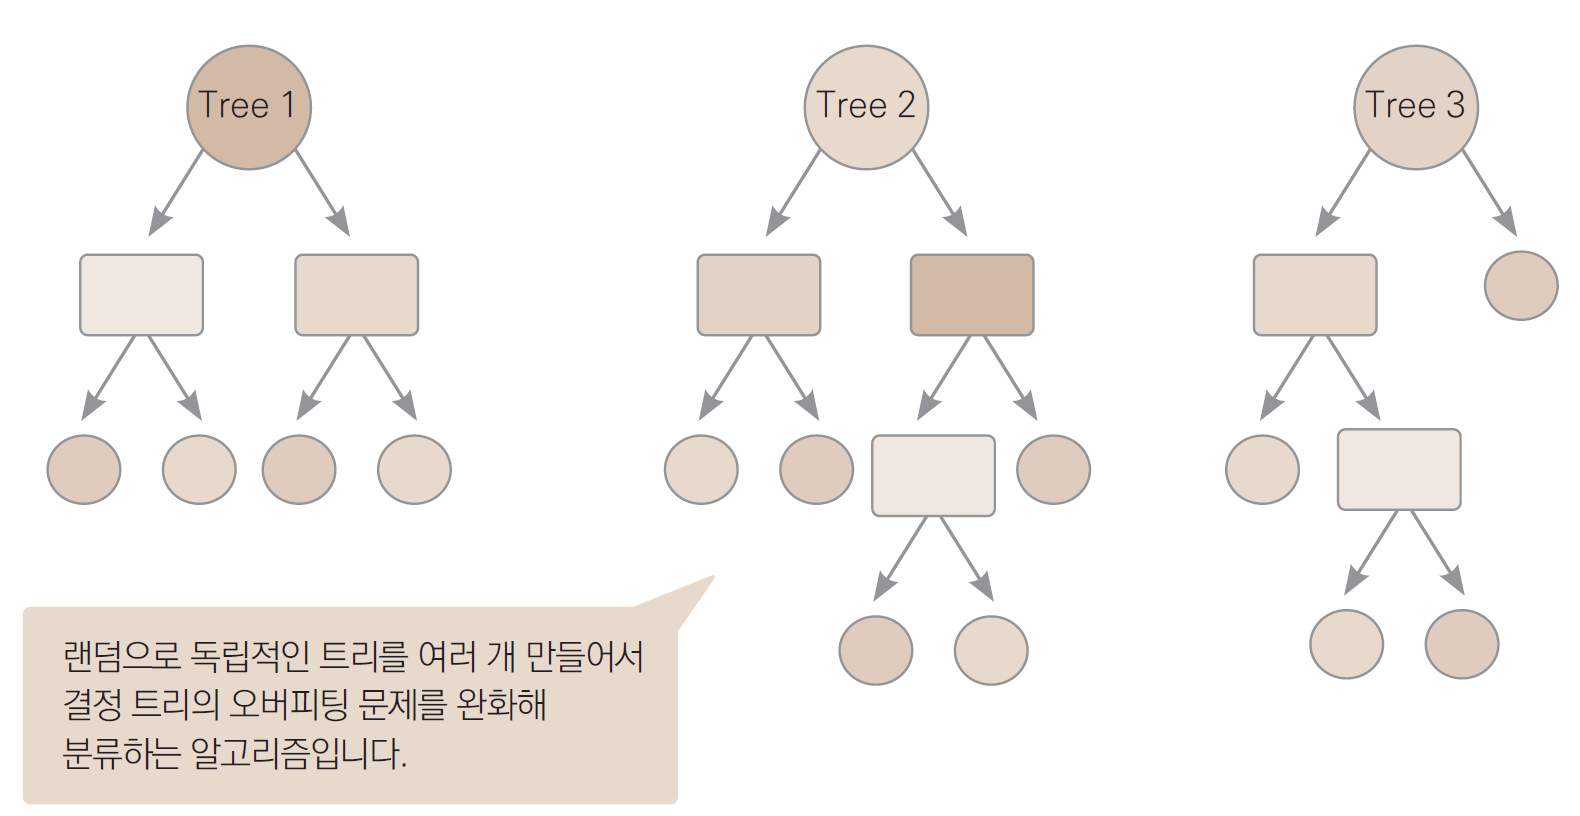 Tree 1
Tree 2
Tree 3
랜덤으로 독립적인 트리를 여러 개 만들어서
결정 트리의 오버피팅 문제를 완화해
분류하는 알고리즘입니다.